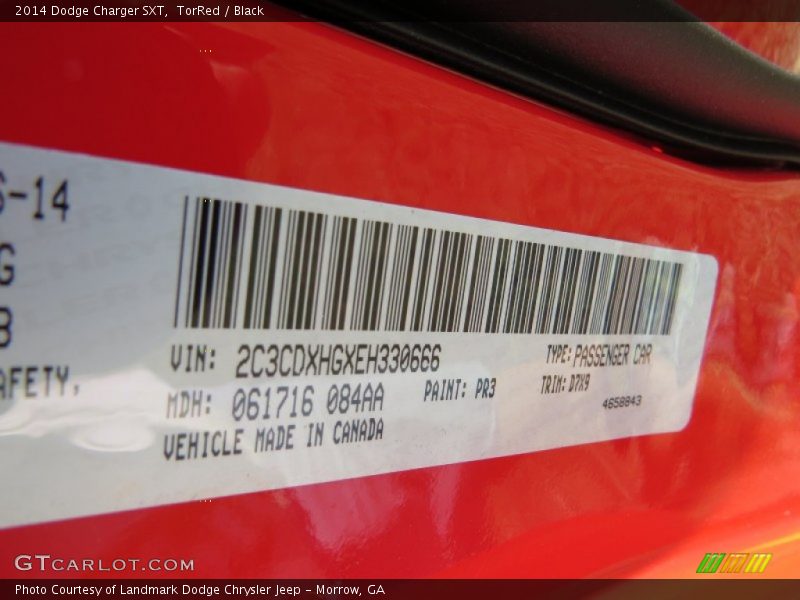 2014 Dodge Charger SXT,  TorRed / Black
-14
G
AFETY.
VIN: 2C3CDXHGXEH330666
TYPE: PASSENGER CAR
MDH: 061716 084AA
PAINT: PR3
TRIM: D7X9
4658843
VEHICLE MADE IN CANADA
GTCARLOT.COM
Photo Courtesy of Landmark Dodge Chrysler Jeep – Morrow, GA